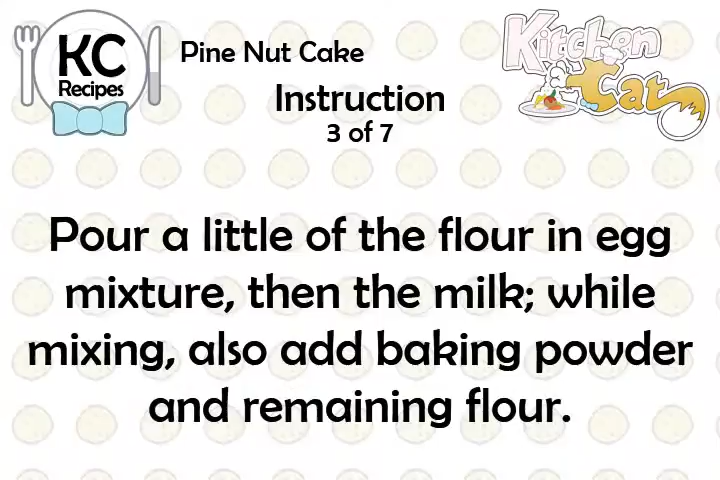 KC
Recipes
Pine Nut Cake
Kitchen
Cat
Instruction
3 of 7
Pour a little of the flour in egg
mixture, then the milk; while
mixing, also add baking powder
and remaining flour.